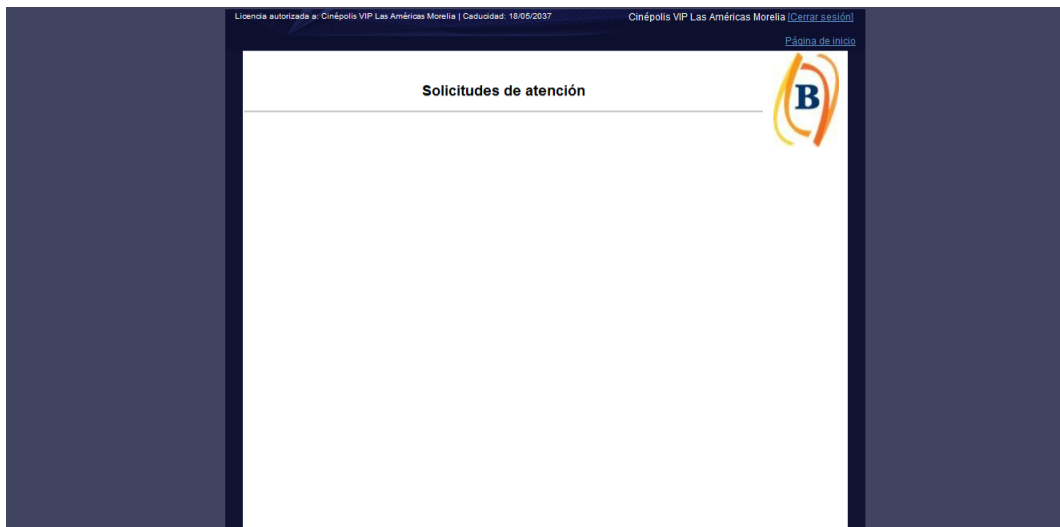 Licencia autorizada a: Cinépolis VIP Las Américas Morelia | Caducidad: 18/05/2037
Cinépolis VIP Las Américas Morelia [Cerrar sesión]
Página de inicio
Solicitudes de atención
B